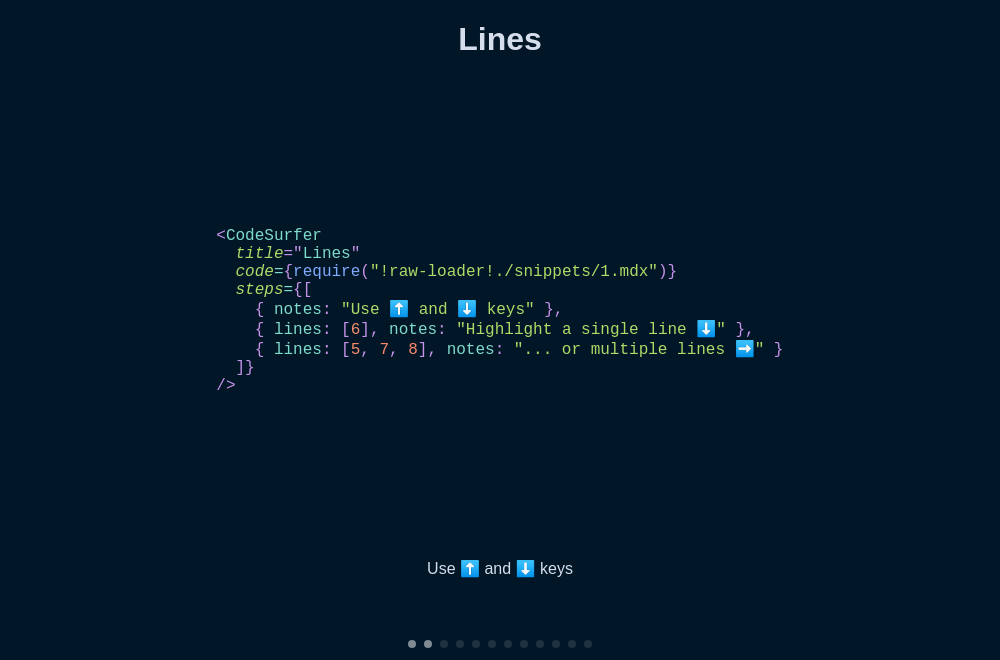 Lines
<CodeSurfer
  title="Lines"
  code={require("!raw-loader!./snippets/1.mdx")}
  steps={[
    { notes: "Use ⬆️ and ⬇️ keys" },
    { lines: [6], notes: "Highlight a single line ⬇️" },
    { lines: [5, 7, 8], notes: "... or multiple lines ➡️" }
  ]}
/>
Use ⬆️ and ⬇️ keys